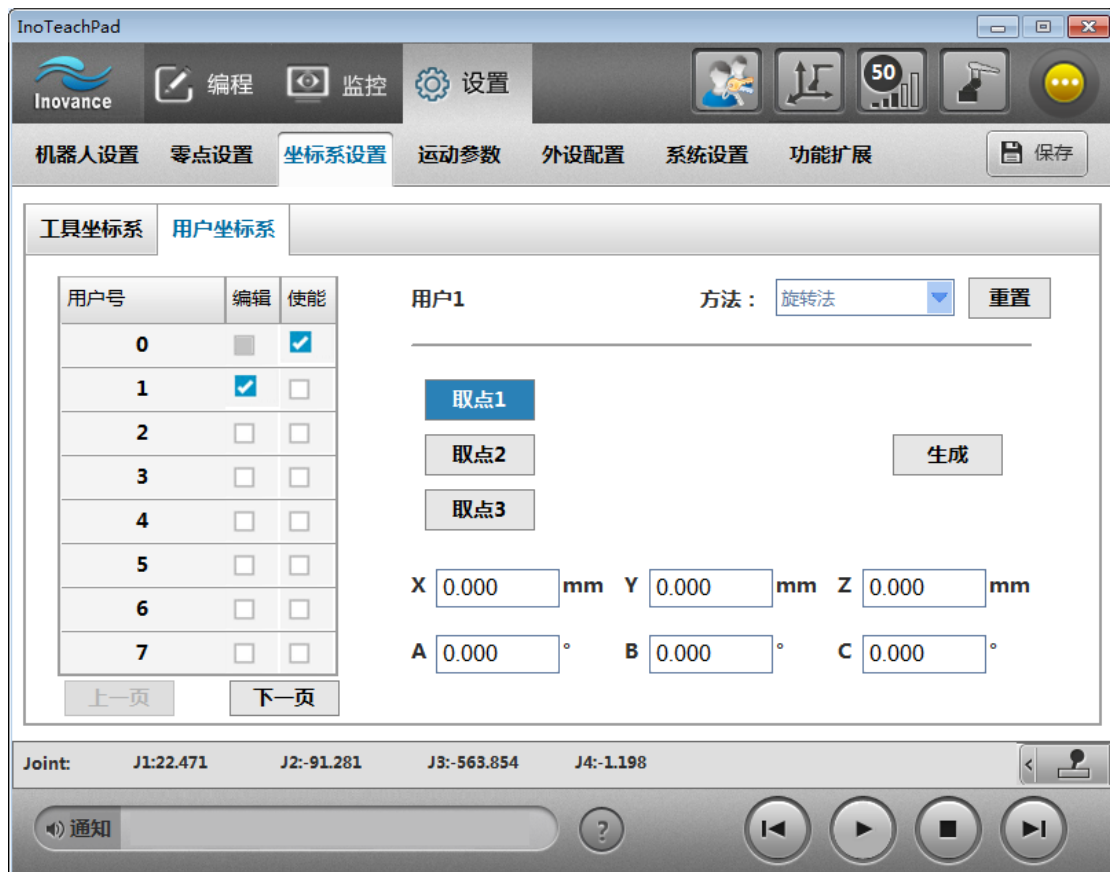 InoTeachPad
Inovance 编程 监控 设置 50
机器人设置 零点设置 坐标系设置 运动参数 外设配置 系统设置 功能扩展 保存
工具坐标系 用户坐标系
用户号 编辑 使能
用户1 方法： 旋转法 重置
0
1
2
3
4
5
6
7
上一页 下一页
取点1
取点2
取点3
生成
X 0.000 mm Y 0.000 mm Z 0.000 mm
A 0.000 ° B 0.000 ° C 0.000 °
Joint: J1:22.471 J2:-91.281 J3:-563.854 J4:-1.198 <
通知 ?